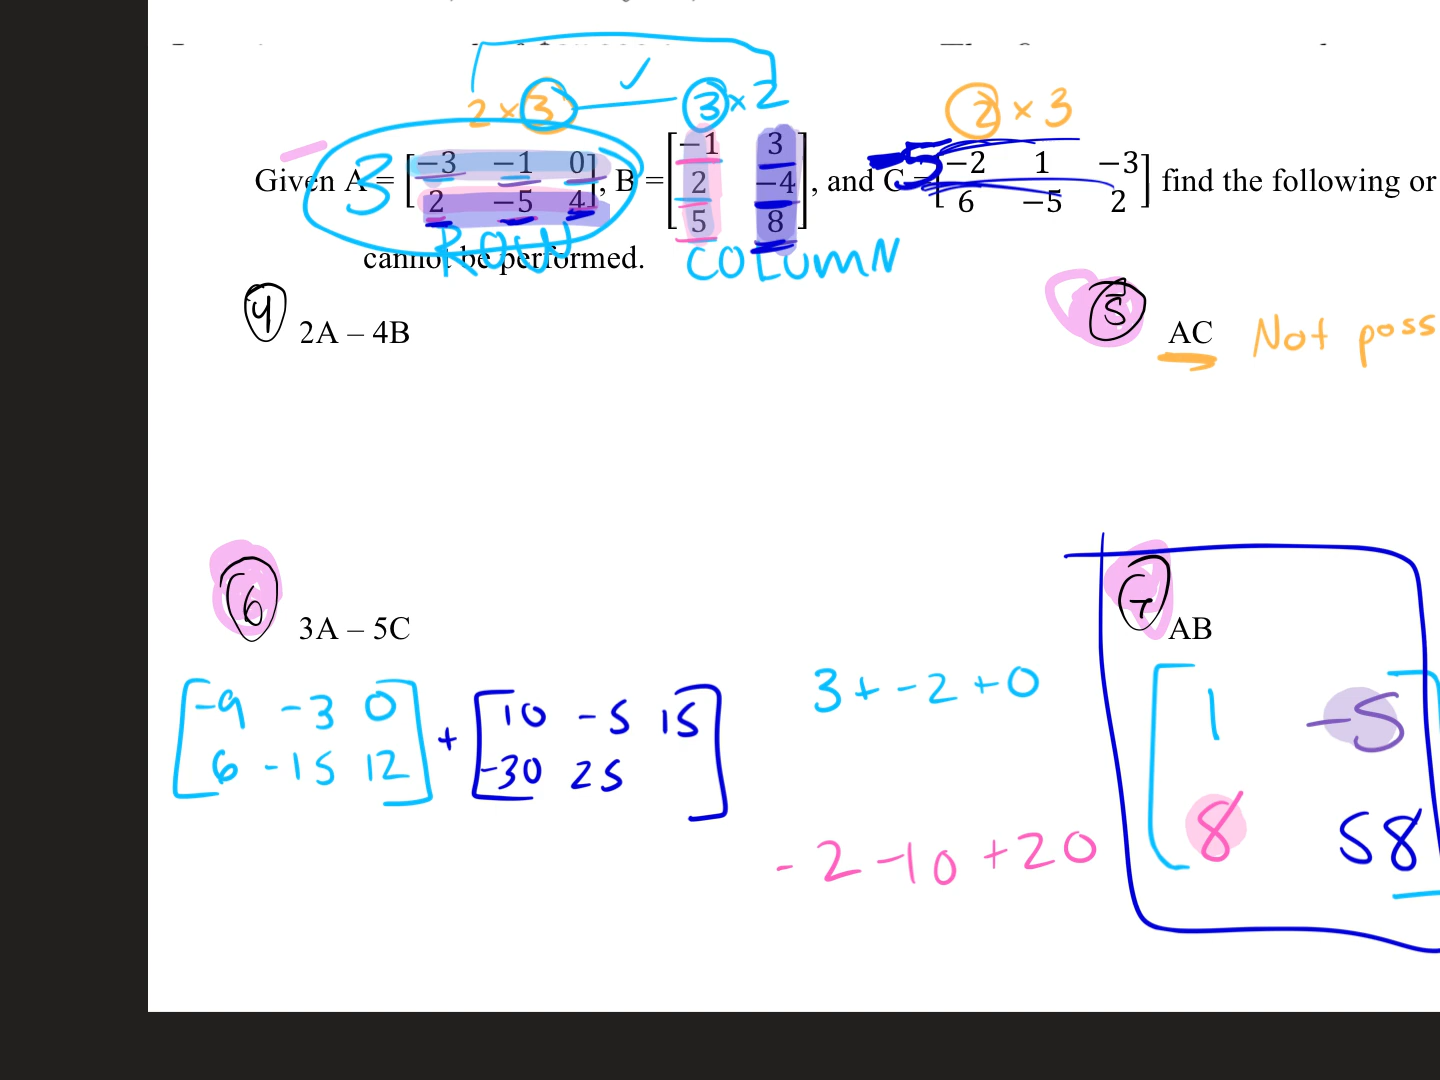 2 × 3 ✓ 3 × 2 2 × 3
Given A = [−3 −1 0; 2 −5 4], B = [−1 3; 2 −4; 5 8], and C = [−2 1 −3; 6 −5 2] find the following or
3 -5
ROW COLUMN
cannot be performed.
4 2A – 4B
5 AC Not poss
6 3A – 5C
7 AB
[-9 -3 0; 6 -15 12] + [10 -5 15; -30 25]
3 + -2 + 0
-2 -10 + 20
[1 -5; 8 58]